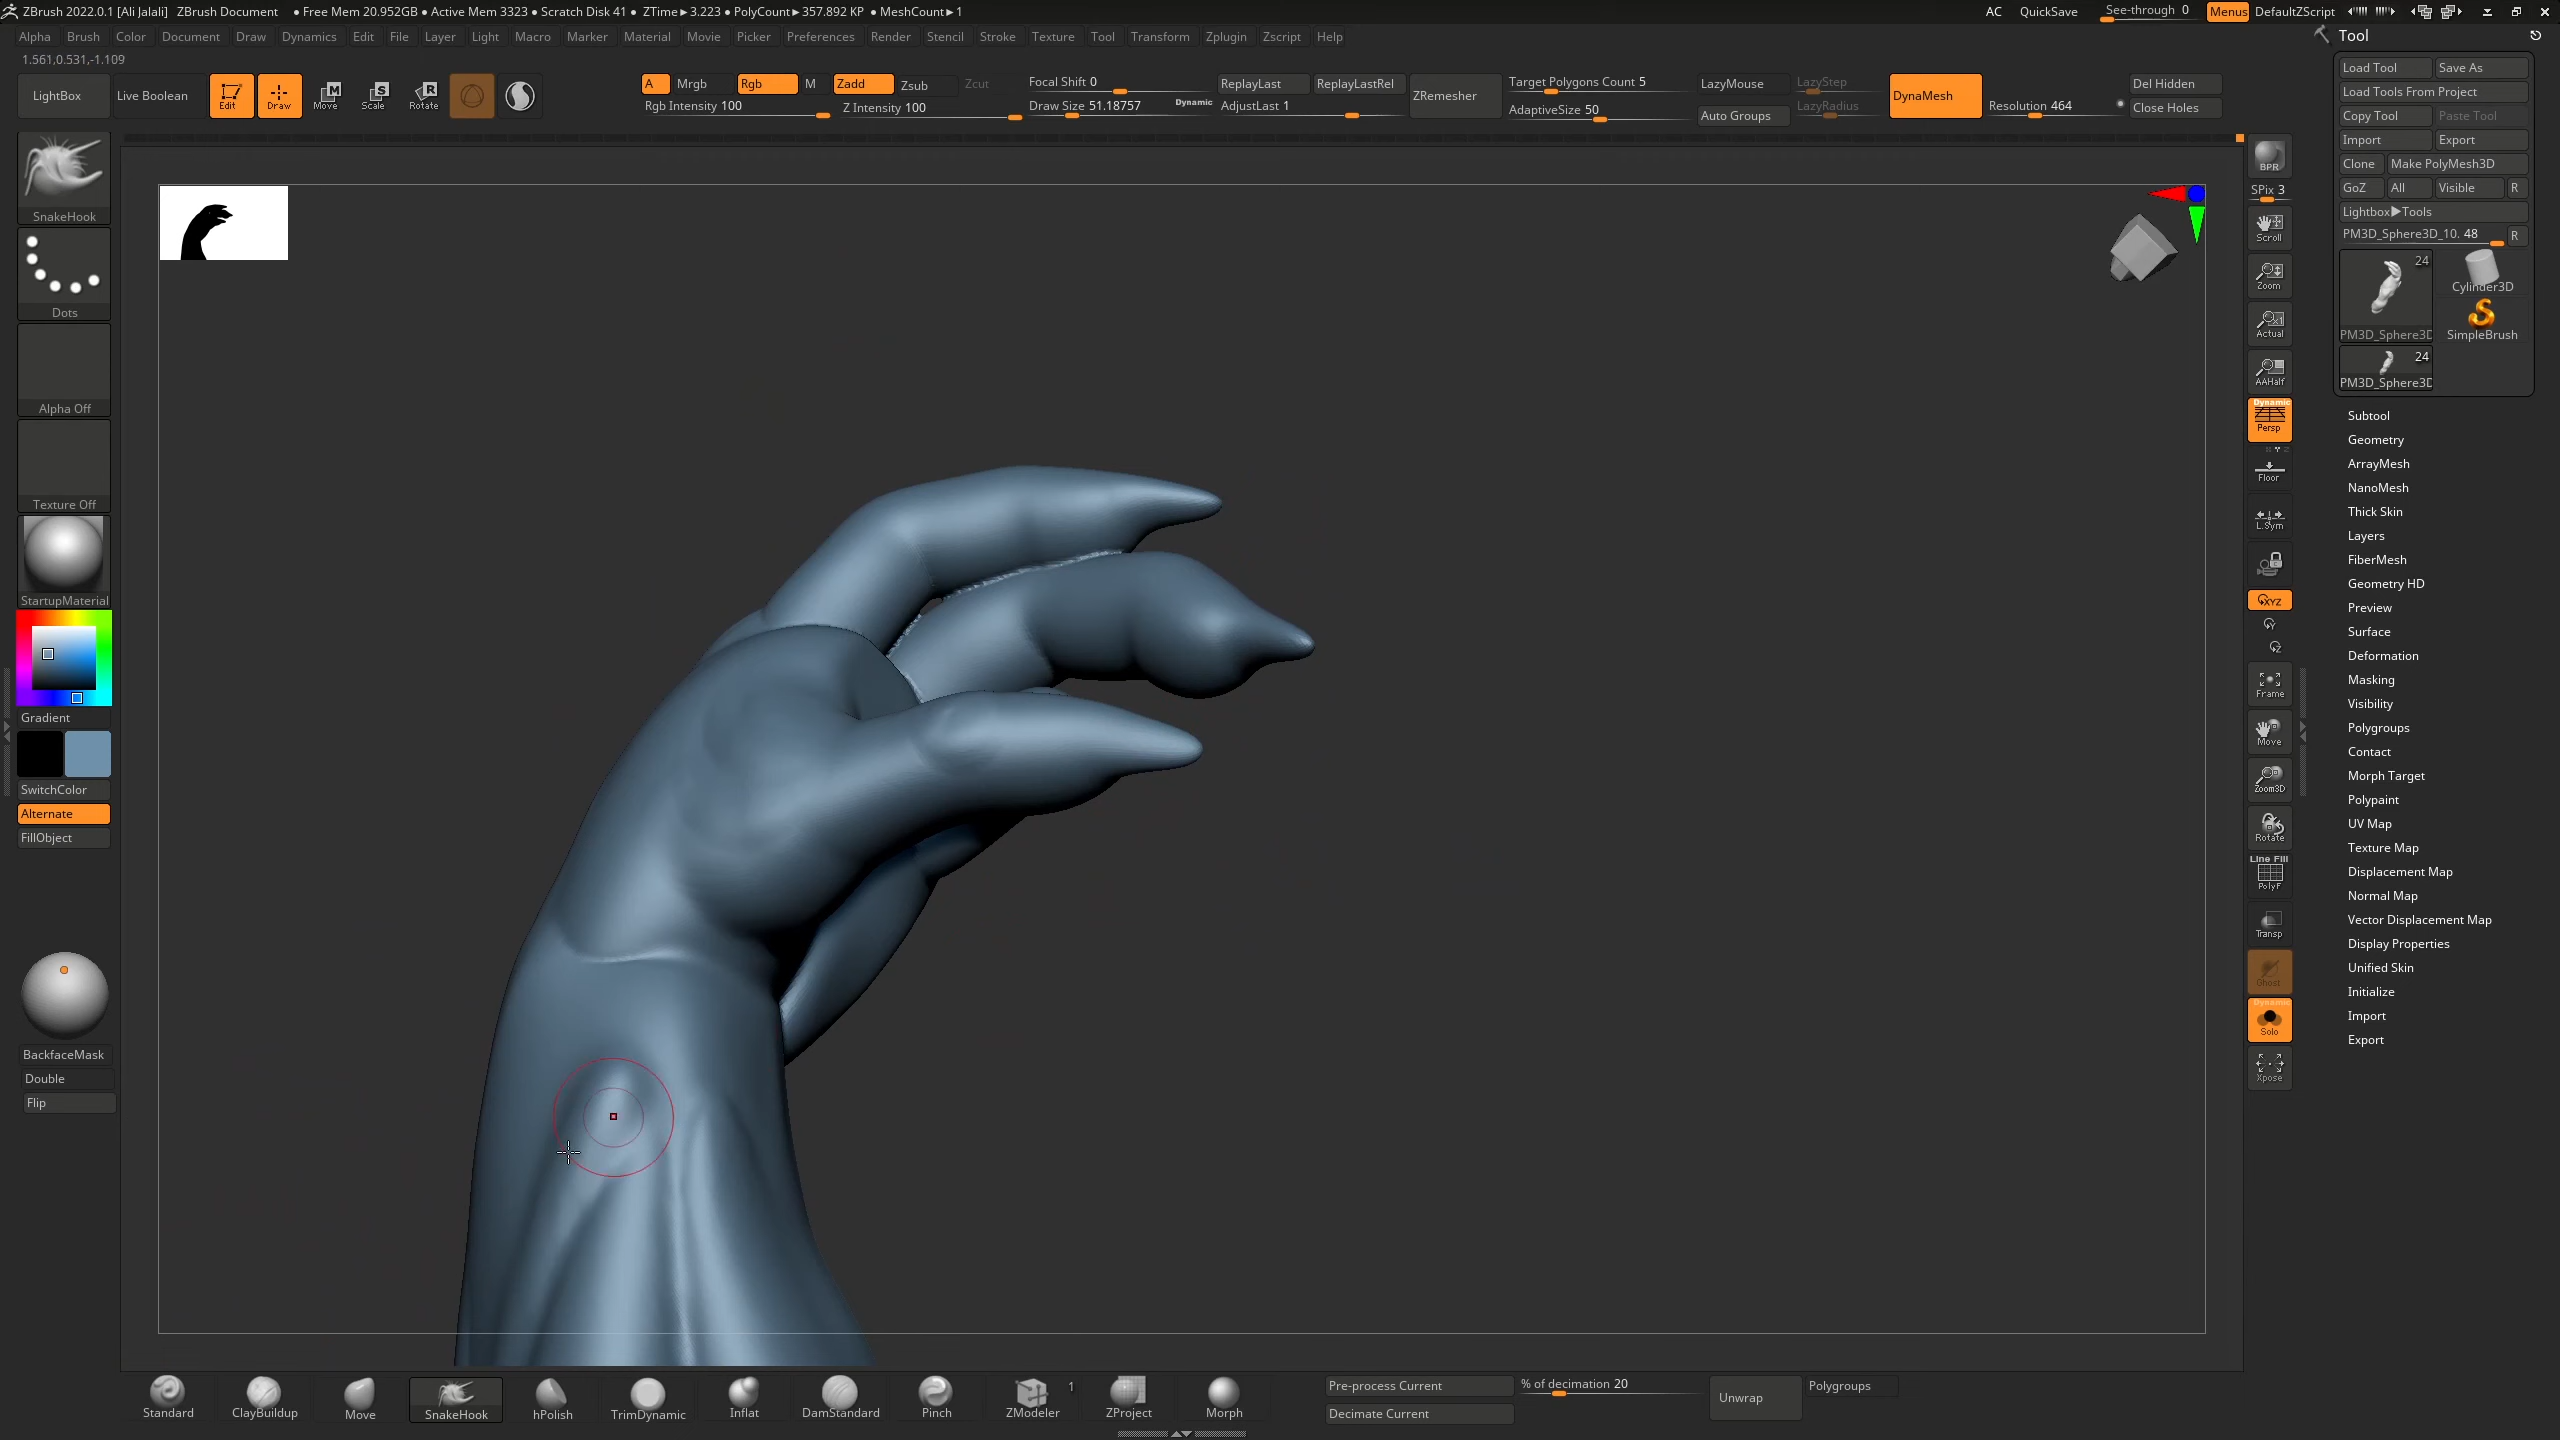 ZBrush 2022.0.1 [Ali Jalali] ZBrush Document ● Free Mem 20.952GB ● Active Mem 3323 ● Scratch Disk 41 ● ZTime►3.223 ● PolyCount►357.892 KP ● MeshCount►1 AC QuickSave See-through 0 Menus DefaultZScript
Alpha Brush Color Document Draw Dynamics Edit File Layer Light Macro Marker Material Movie Picker Preferences Render Stencil Stroke Texture Tool Transform Zplugin Zscript Help
1.561,0.531,-1.109
LightBox
Live Boolean
Edit
Draw
Move
Scale
Rotate
A Mrgb Rgb M Zadd Zsub Zcut
Rgb Intensity 100 Z Intensity 100
Focal Shift 0
Draw Size 51.18757 Dynamic
ReplayLast ReplayLastRel
AdjustLast 1
ZRemesher
Target Polygons Count 5
AdaptiveSize 50
LazyMouse LazyStep
Auto Groups LazyRadius
DynaMesh
Resolution 464
Del Hidden
Close Holes
SnakeHook
Dots
Alpha Off
Texture Off
StartupMaterial
Gradient
SwitchColor
Alternate
FillObject
BackfaceMask
Double
Flip
BPR
SPix 3
Scroll
Zoom
Actual
AAHalf
Dynamic
Persp
Floor
L.Sym
XYZ
Y
Z
Frame
Move
Zoom3D
Rotate
Line Fill
PolyF
Transp
Ghost
Dynamic
Solo
Xpose
Tool
Load Tool Save As
Load Tools From Project
Copy Tool Paste Tool
Import Export
Clone Make PolyMesh3D
GoZ All Visible R
Lightbox►Tools
PM3D_Sphere3D_10. 48 R
24
Cylinder3D
PM3D_Sphere3D SimpleBrush
24
PM3D_Sphere3D
Subtool
Geometry
ArrayMesh
NanoMesh
Thick Skin
Layers
FiberMesh
Geometry HD
Preview
Surface
Deformation
Masking
Visibility
Polygroups
Contact
Morph Target
Polypaint
UV Map
Texture Map
Displacement Map
Normal Map
Vector Displacement Map
Display Properties
Unified Skin
Initialize
Import
Export
Standard ClayBuildup Move SnakeHook hPolish TrimDynamic Inflat DamStandard Pinch ZModeler 1 ZProject Morph
Pre-process Current % of decimation 20
Decimate Current
Unwrap
Polygroups